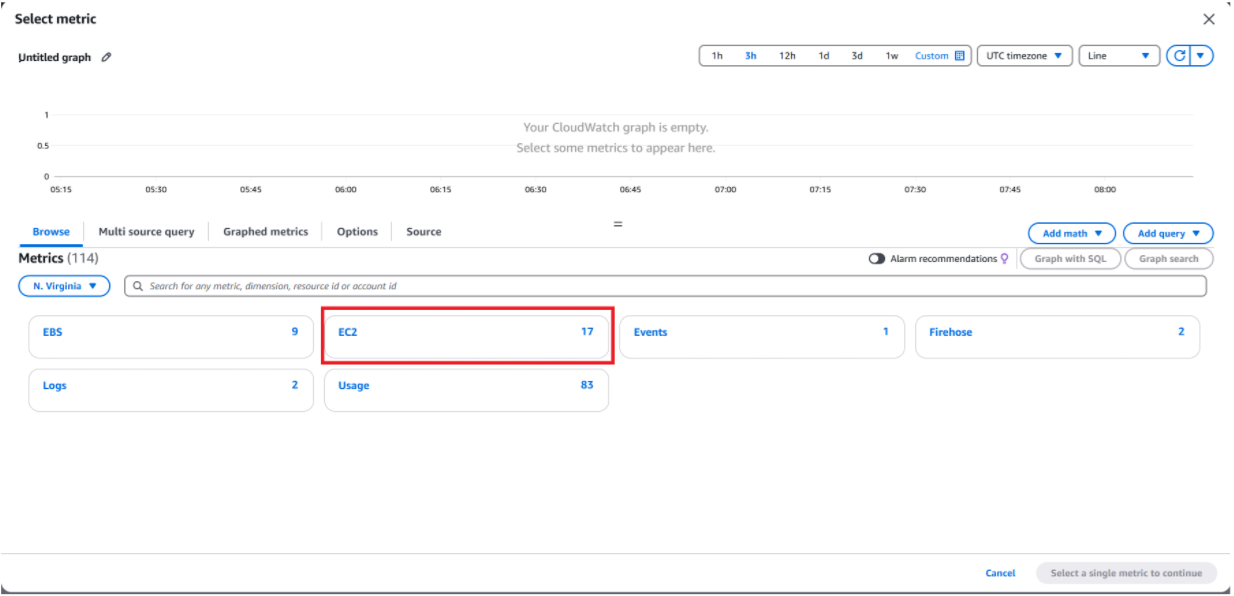 Select metric
Untitled graph
1h 3h 12h 1d 3d 1w Custom UTC timezone Line
1
Your CloudWatch graph is empty.
0.5
Select some metrics to appear here.
0
05:15 05:30 05:45 06:00 06:15 06:30 06:45 07:00 07:15 07:30 07:45 08:00
Browse Multi source query Graphed metrics Options Source Add math Add query
Metrics (114) Alarm recommendations Graph with SQL Graph search
N. Virginia Search for any metric, dimension, resource id or account id
EBS 9 EC2 17 Events 1 Firehose 2
Logs 2 Usage 83
Cancel Select a single metric to continue